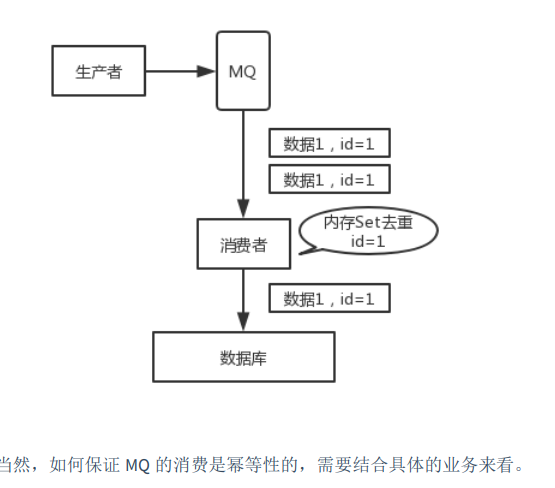 生产者
MQ
数据1，id=1
数据1，id=1
内存Set去重
id=1
消费者
数据1，id=1
数据库
当然，如何保证 MQ 的消费是幂等性的，需要结合具体的业务来看。